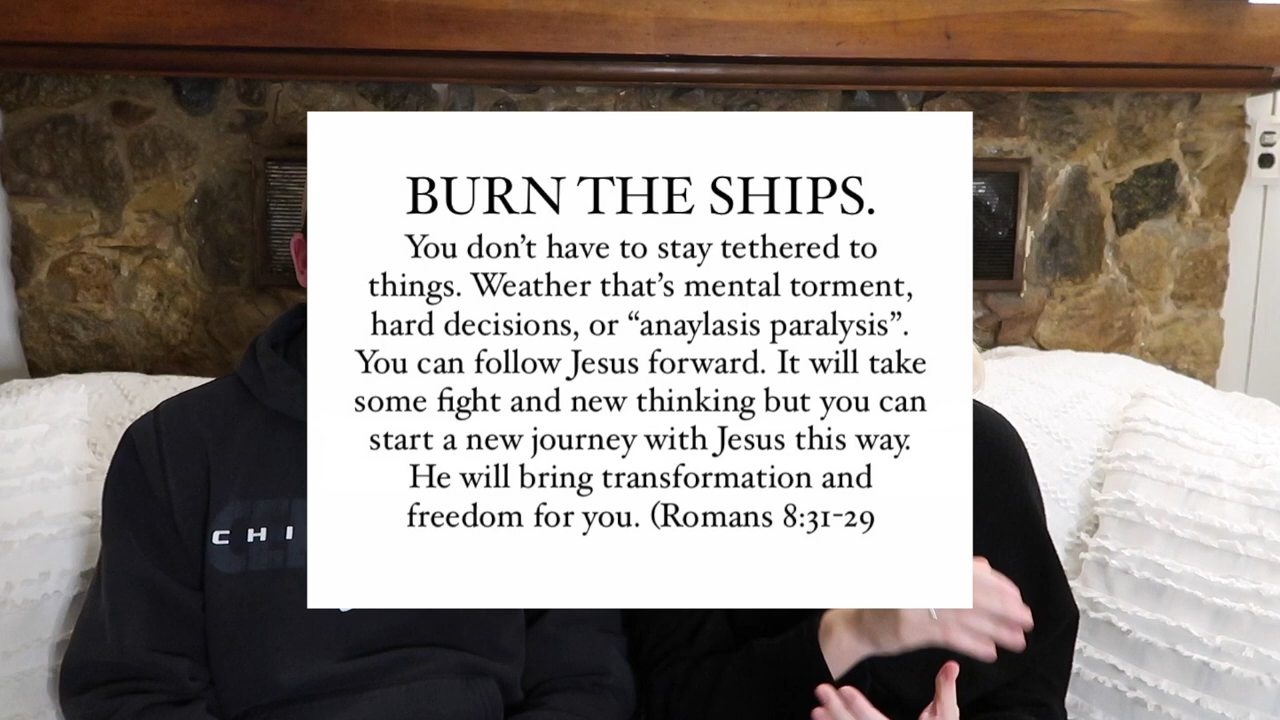 BURN THE SHIPS.
You don’t have to stay tethered to
things. Weather that’s mental torment,
hard decisions, or “anaylasis paralysis”.
You can follow Jesus forward. It will take
some fight and new thinking but you can
start a new journey with Jesus this way.
He will bring transformation and
freedom for you. (Romans 8:31-29
CHI